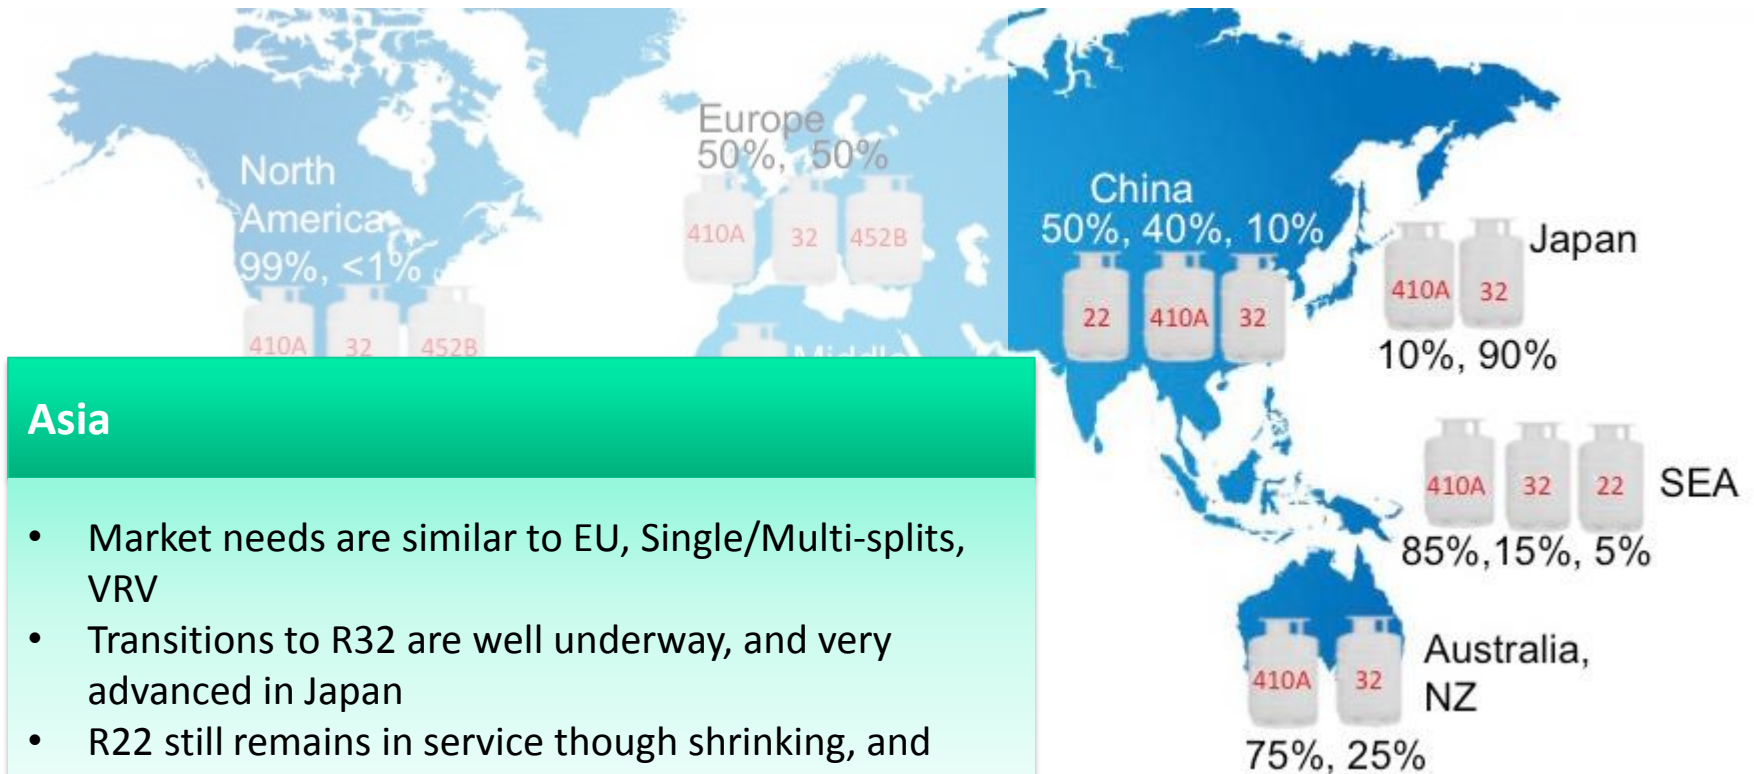 North
America
99%, <1%
410A 32 452B
Europe
50%, 50%
410A 32 452B
Middle
China
50%, 40%, 10%
22 410A 32
Japan
410A 32
10%, 90%
410A 32 22
SEA
85%,15%, 5%
410A 32
Australia,
NZ
75%, 25%
Asia
• Market needs are similar to EU, Single/Multi-splits,
VRV
• Transitions to R32 are well underway, and very
advanced in Japan
• R22 still remains in service though shrinking, and